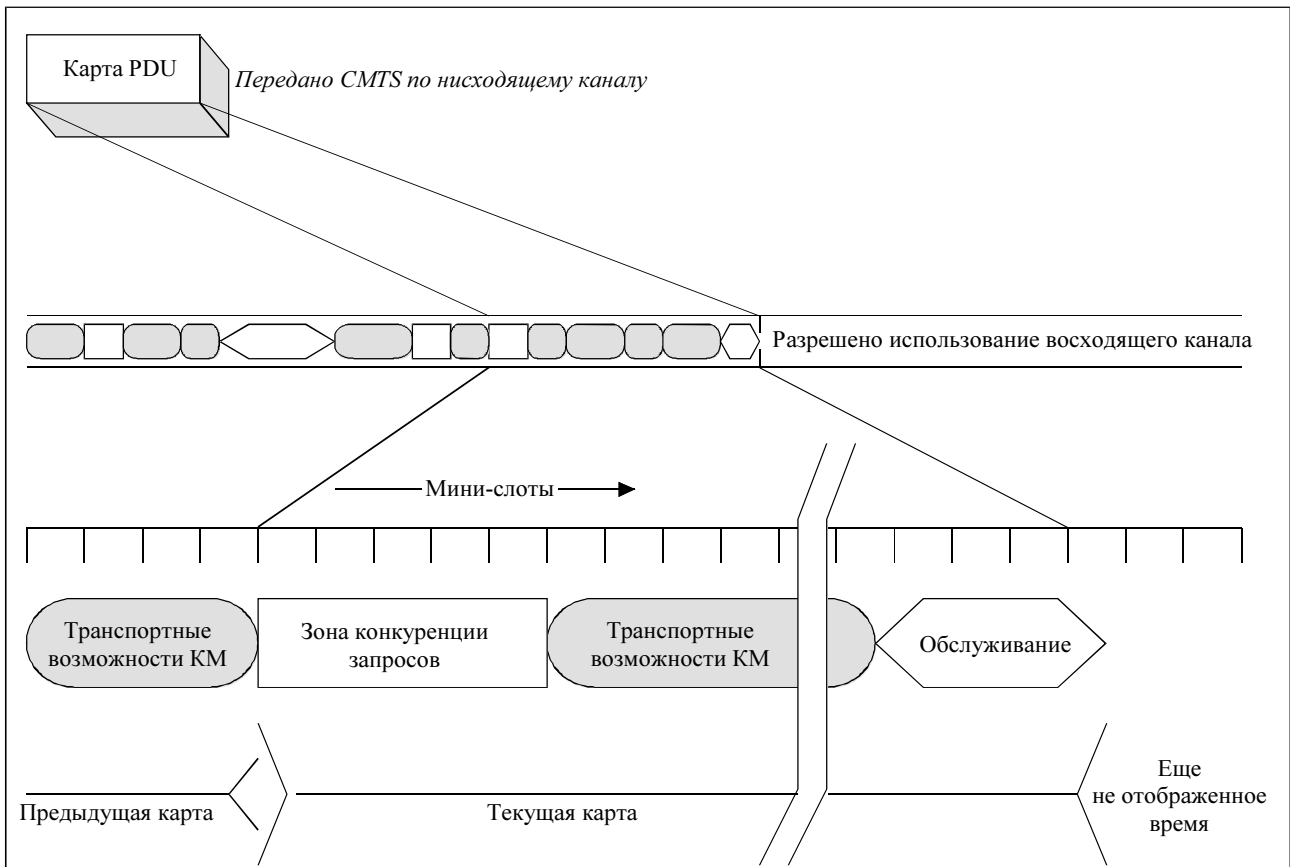 Карта PDU
Передано CMTS по нисходящему каналу
Разрешено использование восходящего канала
Мини-слоты
Транспортные
возможности КМ
Зона конкуренции
запросов
Транспортные
возможности КМ
Обслуживание
Предыдущая карта
Текущая карта
Еще
не отображенное
время